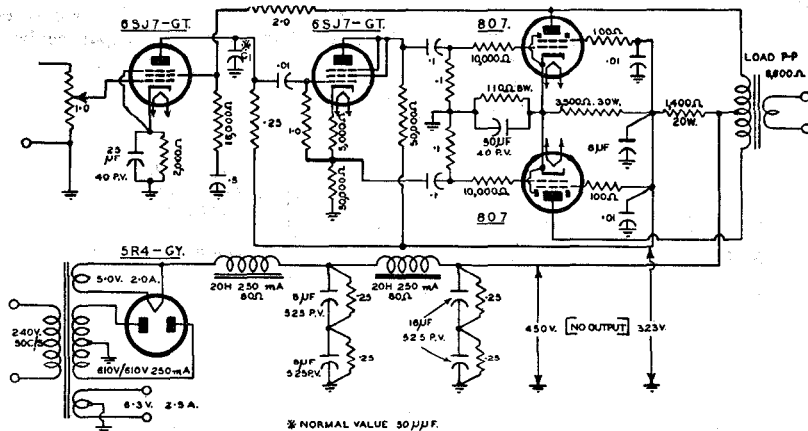 6SJ7-GT.
2·0
6SJ7-GT.
807.
100Ω
·01
LOAD P-P
6,600Ω
1·0
25
µF
40 P.V.
2,000Ω
15,000Ω
·5
※
·1
·25
·01
1·0
5,000Ω
50,000Ω
50,000Ω
·1
·1
·1
·1
10,000Ω
110Ω 8W.
50µF
40 P.V.
3,500Ω. 30W.
1,400Ω
20W.
8µF
10,000Ω
807
100Ω
·01
5R4-GY.
5.0V. 2.0A.
240V.
50C/S
610V/610V 250mA
6.3V. 2.5A.
20H 250 mA
80Ω
8µF
525 P.V.
·25
8µF
525P.V.
·25
20H 250 mA
80Ω
16µF
525 P.V.
·25
·25
450V. [NO OUTPUT] 323V.
※ NORMAL VALUE 50 µµF.